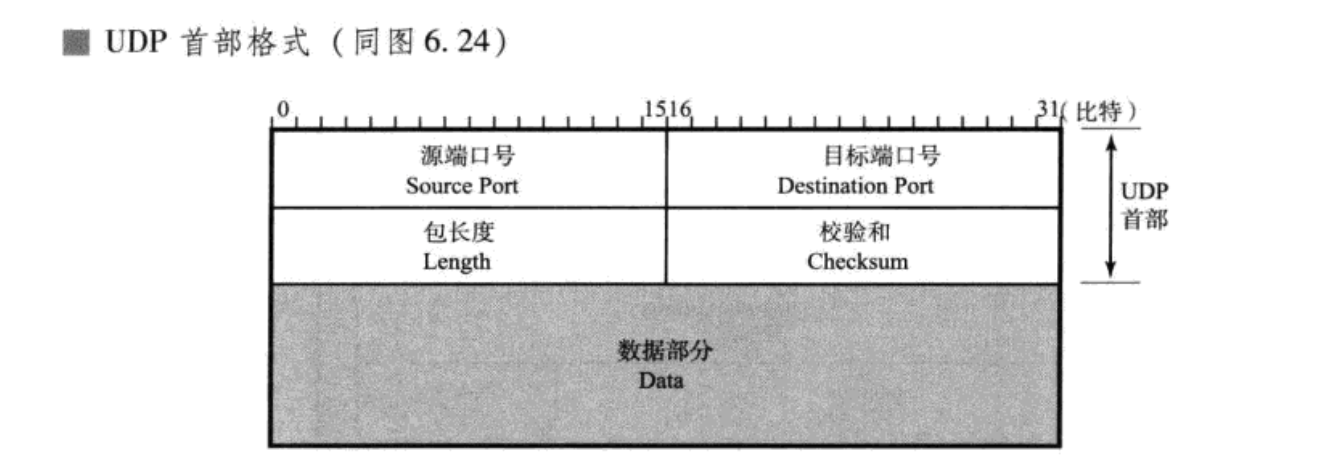 UDP 首部格式 (同图 6.24)
0 1516 31(比特)
源端口号 目标端口号
Source Port Destination Port
UDP
首部
包长度 校验和
Length Checksum
数据部分
Data